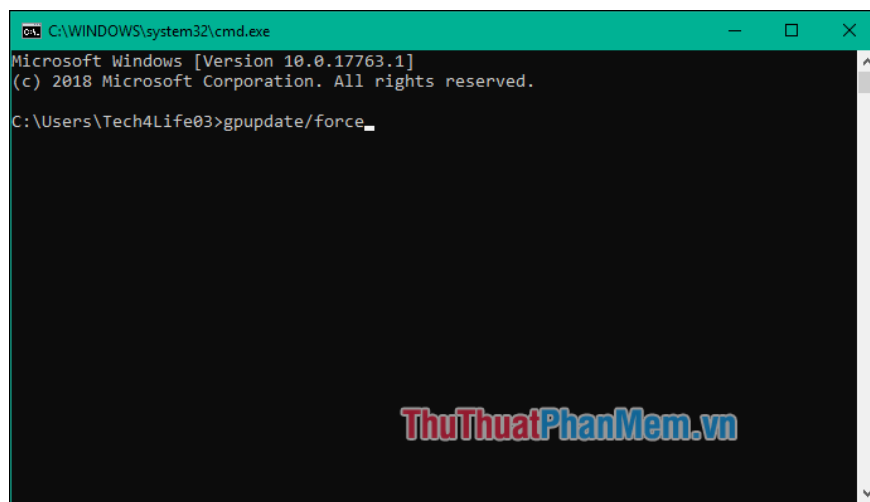 C:\WINDOWS\system32\cmd.exe
Microsoft Windows [Version 10.0.17763.1]
(c) 2018 Microsoft Corporation. All rights reserved.
C:\Users\Tech4Life03>gpupdate/force
ThuThuatPhanMem.vn